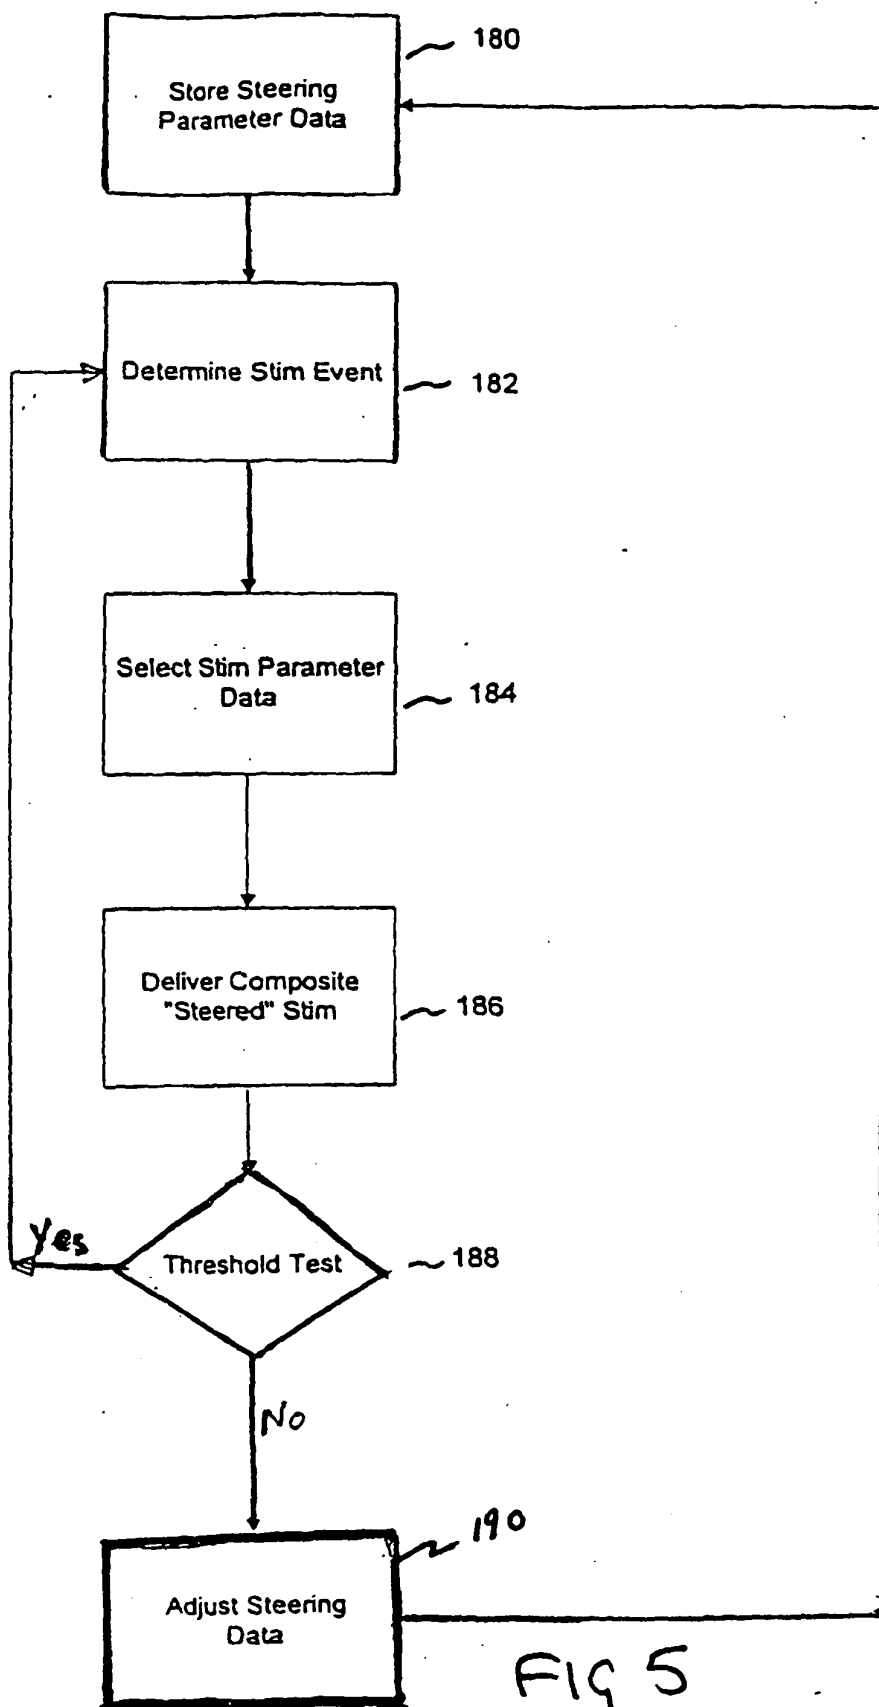 180
Store Steering
Parameter Data
Determine Stim Event
182
Select Stim Parameter
Data
184
Deliver Composite
"Steered" Stim
186
Yes
Threshold Test
188
No
190
Adjust Steering
Data
FIG 5